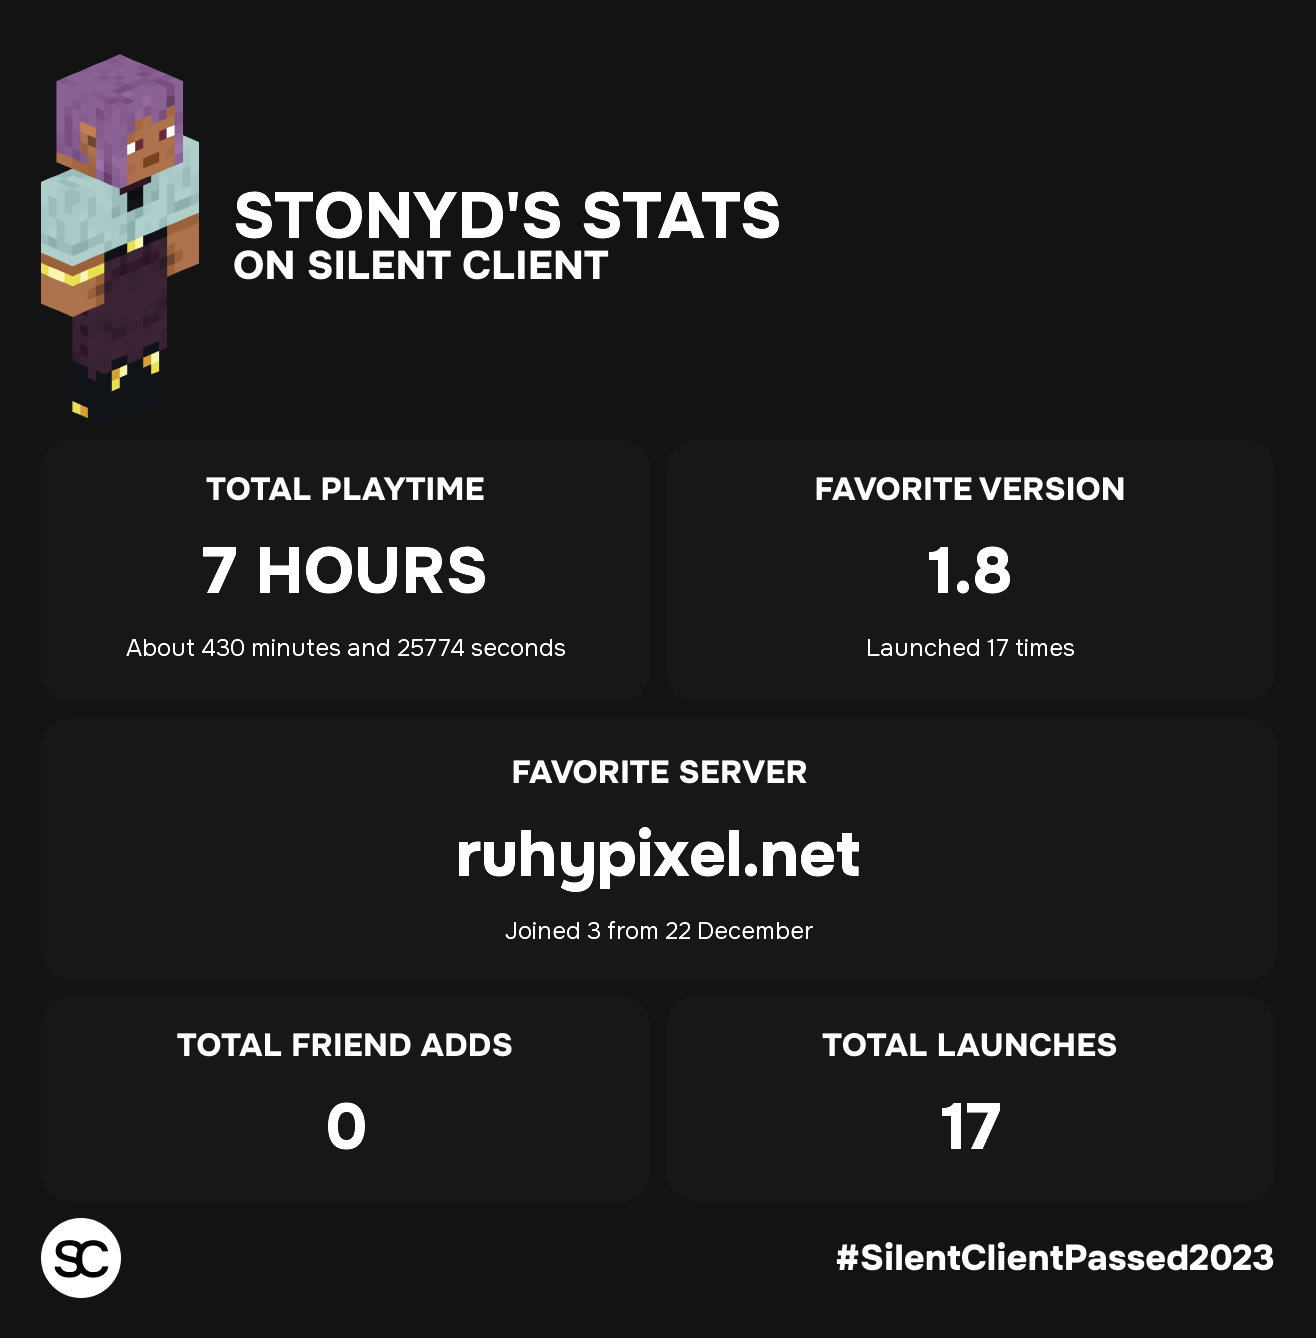 STONYD'S STATS
ON SILENT CLIENT
TOTAL PLAYTIME
7 HOURS
About 430 minutes and 25774 seconds
FAVORITE VERSION
1.8
Launched 17 times
FAVORITE SERVER
ruhypixel.net
Joined 3 from 22 December
TOTAL FRIEND ADDS
0
TOTAL LAUNCHES
17
SC
#SilentClientPassed2023